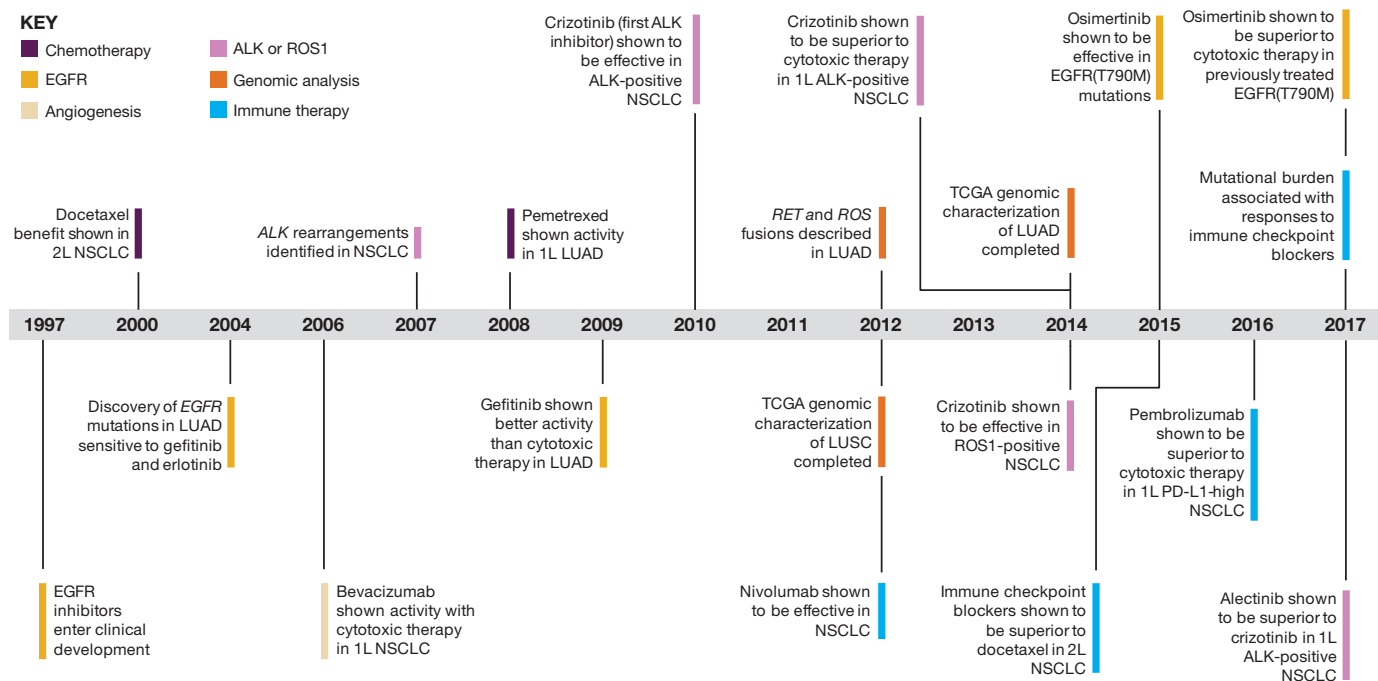 KEY
Chemotherapy
EGFR
Angiogenesis
ALK or ROS1
Genomic analysis
Immune therapy
Crizotinib (first ALK
inhibitor) shown to
be effective in
ALK-positive
NSCLC
Crizotinib shown
to be superior to
cytotoxic therapy
in 1L ALK-positive
NSCLC
Osimertinib
shown to be
effective in
EGFR(T790M)
mutations
Osimertinib shown to
be superior to
cytotoxic therapy in
previously treated
EGFR(T790M)
Docetaxel
benefit shown in
2L NSCLC
ALK rearrangements
identified in NSCLC
Pemetrexed
shown activity
in 1L LUAD
RET and ROS
fusions described
in LUAD
TCGA genomic
characterization
of LUAD
completed
Mutational burden
associated with
responses to
immune checkpoint
blockers
1997 2000 2004 2006 2007 2008 2009 2010 2011 2012 2013 2014 2015 2016 2017
Discovery of EGFR
mutations in LUAD
sensitive to gefitinib
and erlotinib
Gefitinib shown
better activity
than cytotoxic
therapy in LUAD
TCGA genomic
characterization
of LUSC
completed
Crizotinib shown
to be effective in
ROS1-positive
NSCLC
Pembrolizumab
shown to be
superior to
cytotoxic therapy
in 1L PD-L1-high
NSCLC
EGFR
inhibitors
enter clinical
development
Bevacizumab
shown activity with
cytotoxic therapy
in 1L NSCLC
Nivolumab shown
to be effective in
NSCLC
Immune checkpoint
blockers shown to
be superior to
docetaxel in 2L
NSCLC
Alectinib shown
to be superior to
crizotinib in 1L
ALK-positive
NSCLC